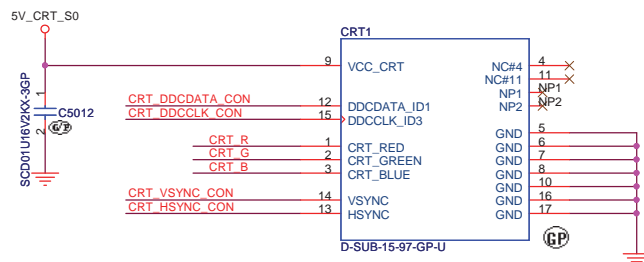 5V_CRT_S0
CRT1
9 VCC_CRT NC#4 4
NC#11 11
NP1 NP1
NP2 NP2
1
SCD01U16V2KX-3GP
C5012
G/P
2
CRT_DDCDATA_CON 12 DDCDATA_ID1
CRT_DDCCLK_CON 15 DDCCLK_ID3
GND 5
CRT_R 1 CRT_RED GND 6
CRT_G 2 CRT_GREEN GND 7
CRT_B 3 CRT_BLUE GND 8
GND 10
CRT_VSYNC_CON 14 VSYNC GND 16
CRT_HSYNC_CON 13 HSYNC GND 17
D-SUB-15-97-GP-U
GP